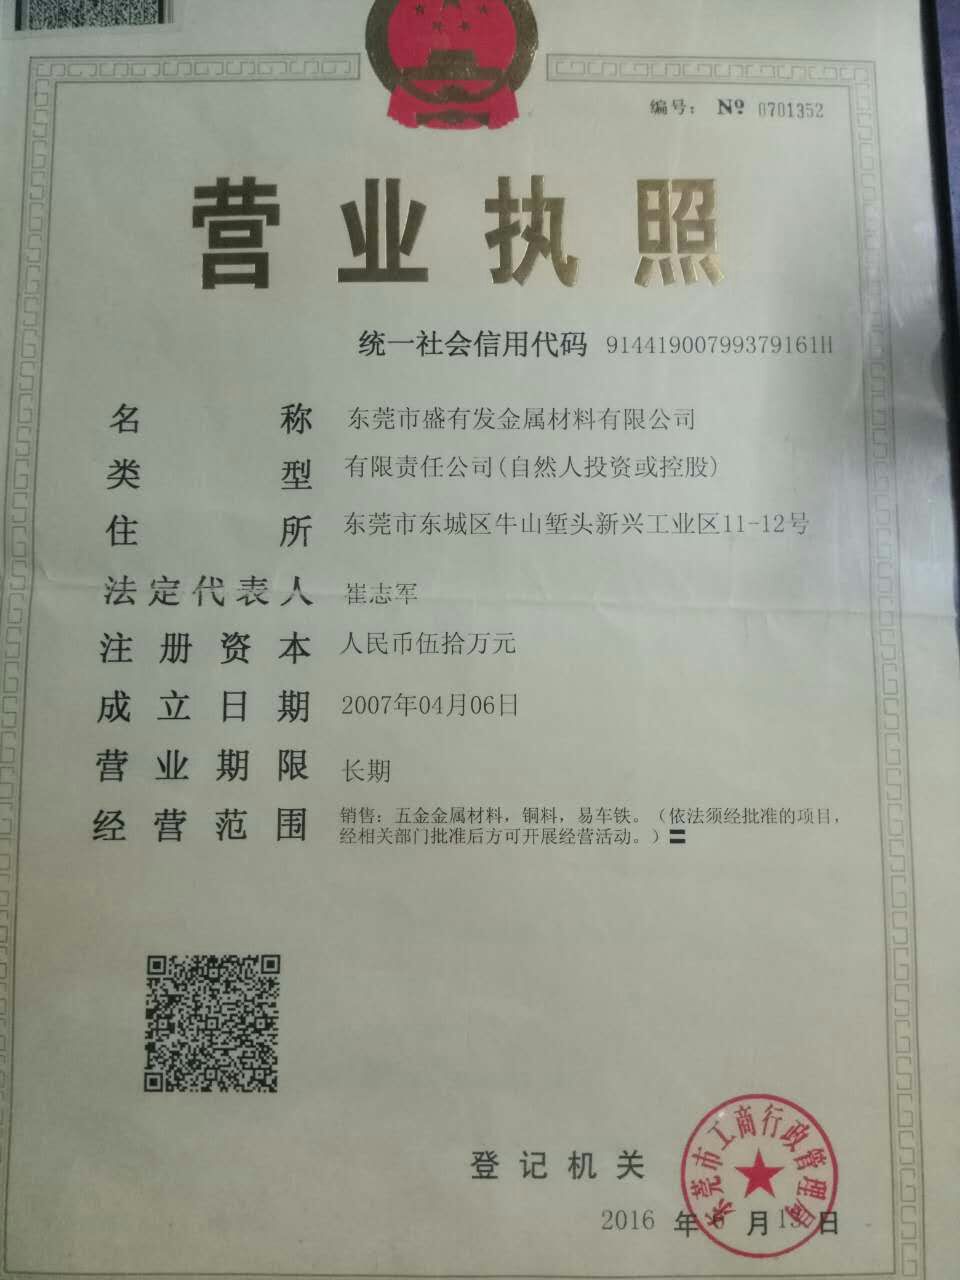 编号： № 0701352
营业执照
统一社会信用代码 91441900799379161H
名称 东莞市盛有发金属材料有限公司
类型 有限责任公司(自然人投资或控股)
住所 东莞市东城区牛山堑头新兴工业区11-12号
法定代表人 崔志军
注册资本 人民币伍拾万元
成立日期 2007年04月06日
营业期限 长期
经营范围 销售：五金金属材料，铜料，易车铁。（依法须经批准的项目，
经相关部门批准后方可开展经营活动。）
东莞市工商行政管理局
登记机关
2016 年 月 日